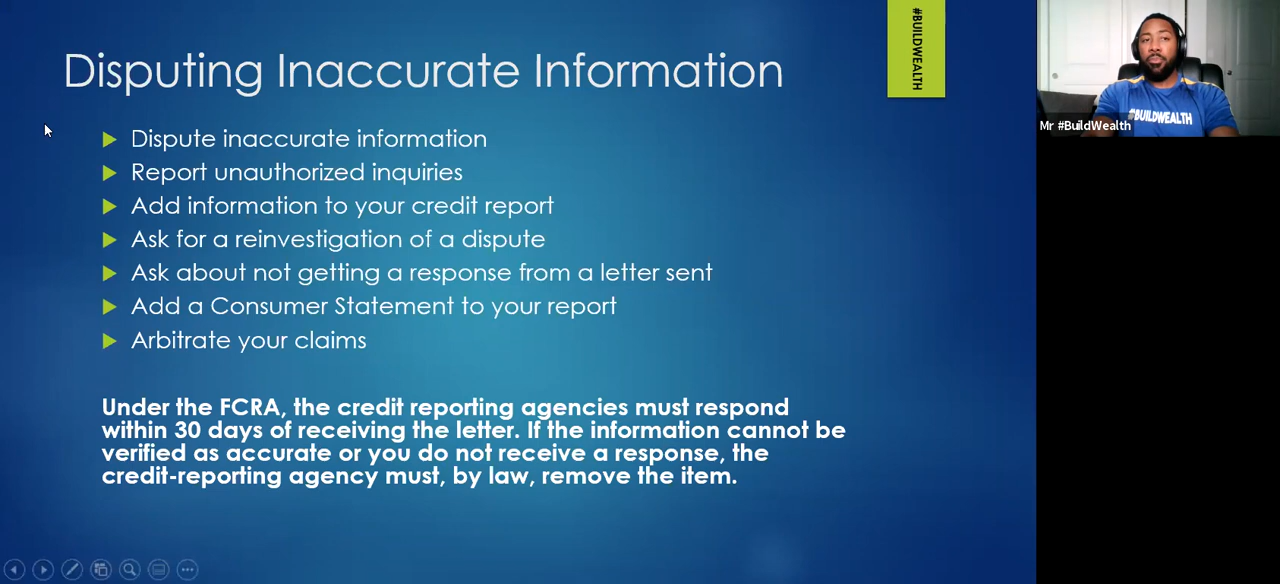 Disputing Inaccurate Information
#BUILDWEALTH
Dispute inaccurate information
Report unauthorized inquiries
Add information to your credit report
Ask for a reinvestigation of a dispute
Ask about not getting a response from a letter sent
Add a Consumer Statement to your report
Arbitrate your claims
Under the FCRA, the credit reporting agencies must respond
within 30 days of receiving the letter. If the information cannot be
verified as accurate or you do not receive a response, the
credit-reporting agency must, by law, remove the item.
#BUILDWEALTH
Mr #BuildWealth